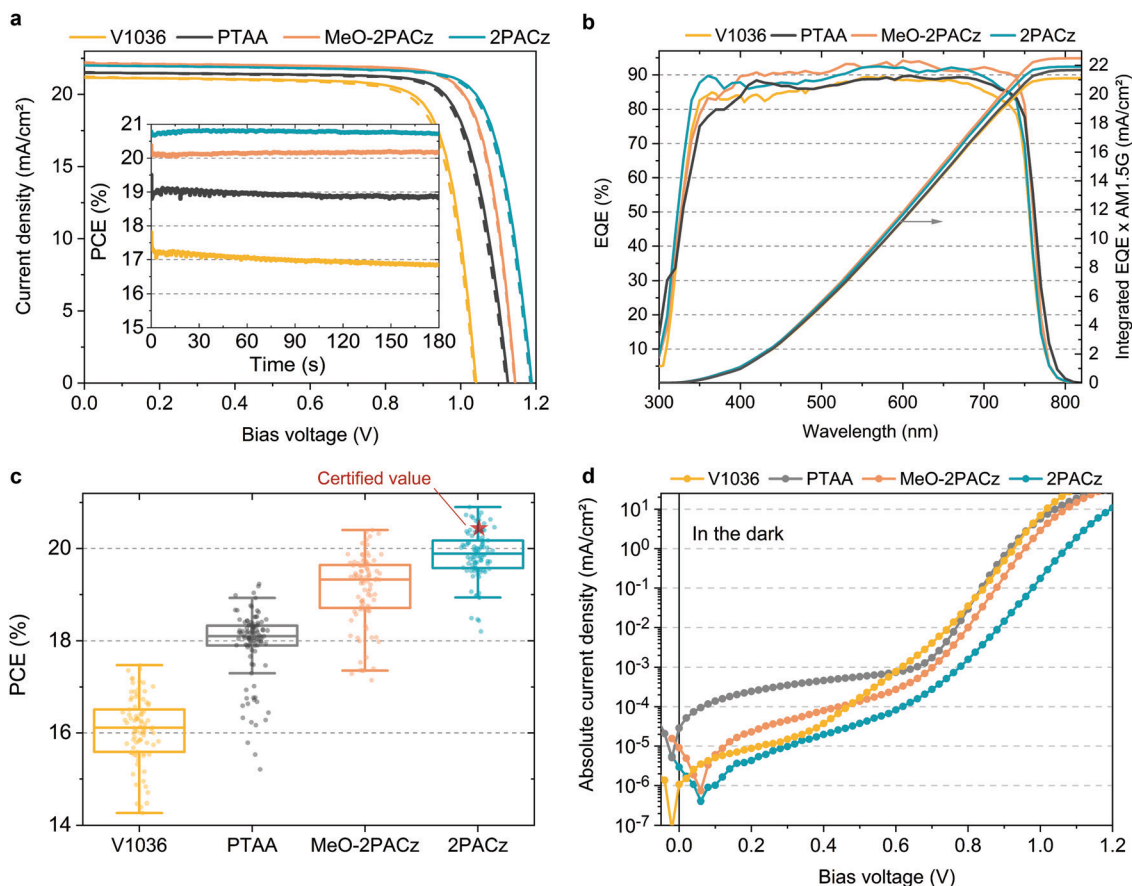 a
V1036 PTAA MeO-2PACz 2PACz
Current density (mA/cm²)
20
15
10
5
0
PCE (%)
21
20
19
18
17
16
15
0 30 60 90 120 150 180
Time (s)
0.0 0.2 0.4 0.6 0.8 1.0 1.2
Bias voltage (V)
b
V1036 PTAA MeO-2PACz 2PACz
EQE (%)
90
80
70
60
50
40
30
20
10
22
20
18
16
14
12
10
8
6
4
2
0
Integrated EQE x AM1.5G (mA/cm²)
300 400 500 600 700 800
Wavelength (nm)
c
Certified value
PCE (%)
20
18
16
14
V1036 PTAA MeO-2PACz 2PACz
d
V1036 PTAA MeO-2PACz 2PACz
In the dark
Absolute current density (mA/cm²)
10¹
10⁰
10⁻¹
10⁻²
10⁻³
10⁻⁴
10⁻⁵
10⁻⁶
10⁻⁷
0.0 0.2 0.4 0.6 0.8 1.0 1.2
Bias voltage (V)